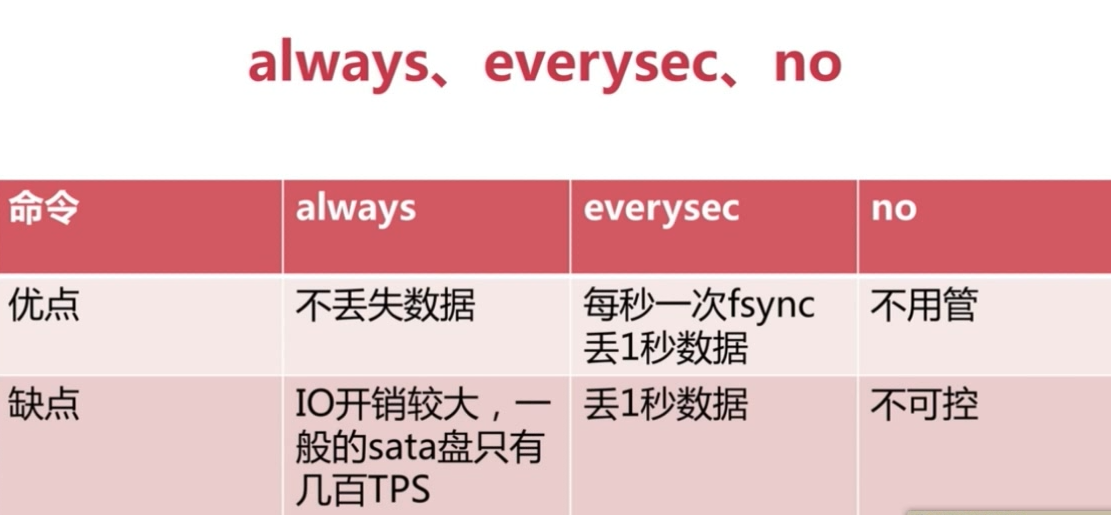 always、everysec、no
命令 always everysec no
优点 不丢失数据 每秒一次fsync 不用管
丢1秒数据
缺点 IO开销较大，一 丢1秒数据 不可控
般的sata盘只有
几百TPS